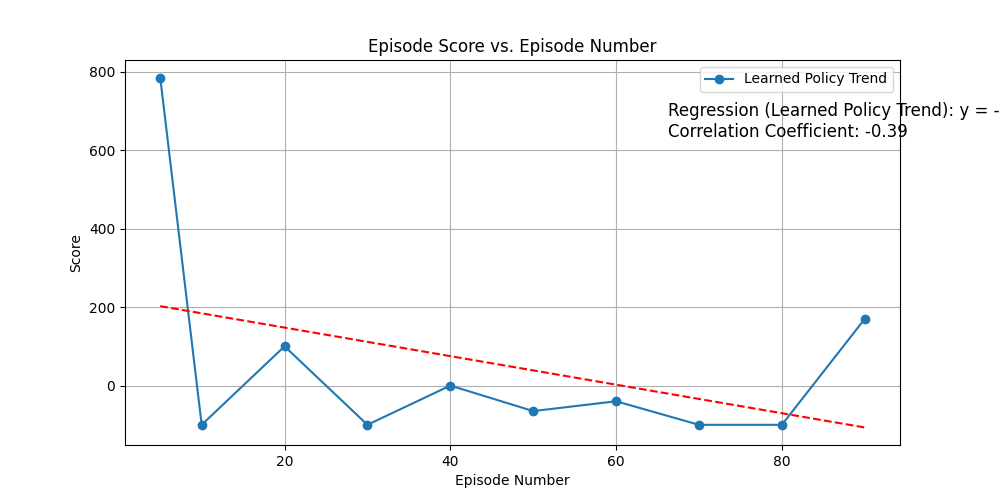 Episode Score vs. Episode Number
800
Learned Policy Trend
Regression (Learned Policy Trend): y = -
Correlation Coefficient: -0.39
600
400
Score
200
0
20 40 60 80
Episode Number